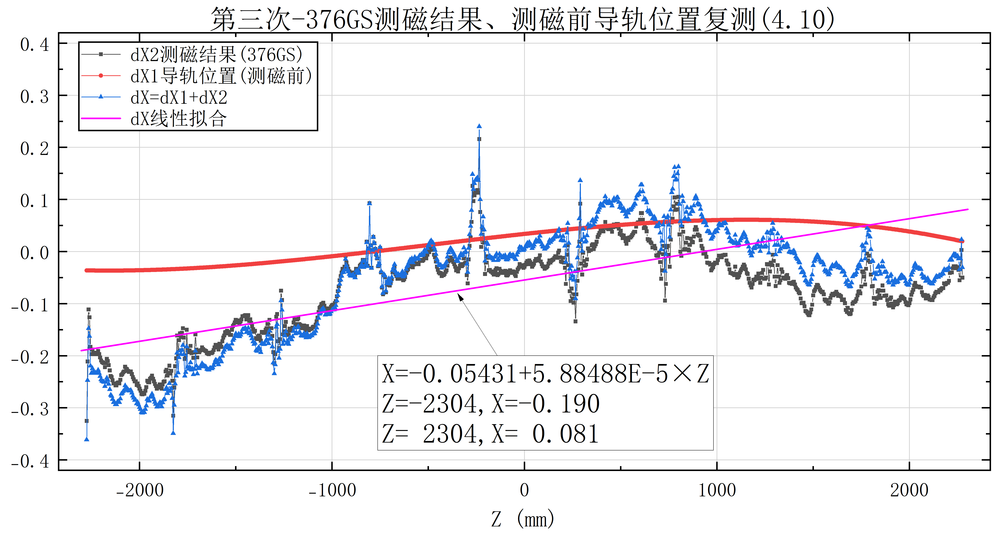 第三次-376GS测磁结果、测磁前导轨位置复测(4.10)
dX2测磁结果(376GS)
dX1导轨位置(测磁前)
dX=dX1+dX2
dX线性拟合
0.4
0.3
0.2
0.1
0.0
-0.1
-0.2
-0.3
-0.4
X=-0.05431+5.88488E-5×Z
Z=-2304,X=-0.190
Z= 2304,X= 0.081
-2000 -1000 0 1000 2000
Z (mm)